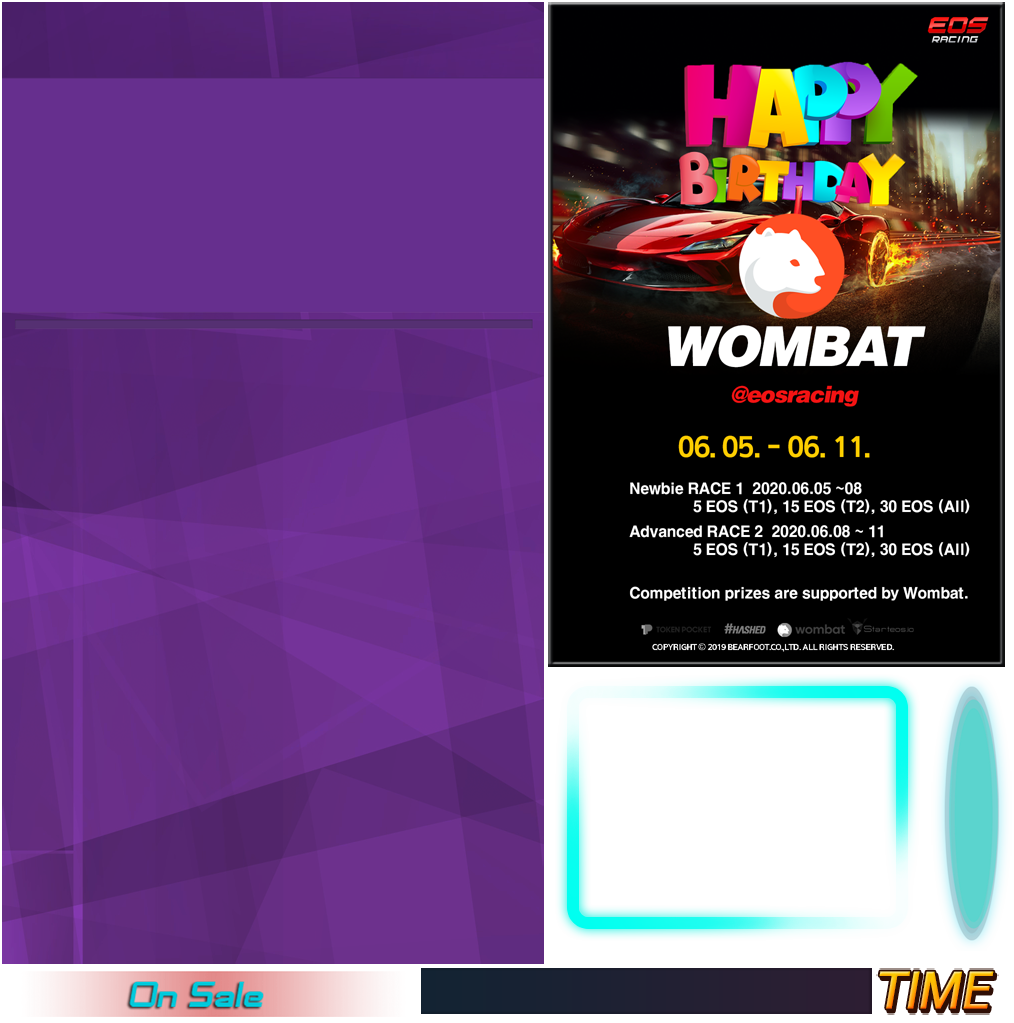 EOS
RACING
HAPPY
BiRTHDAY
WOMBAT
@eosracing
06. 05. - 06. 11.
Newbie RACE 1 2020.06.05 ~08
5 EOS (T1), 15 EOS (T2), 30 EOS (All)
Advanced RACE 2 2020.06.08 ~ 11
5 EOS (T1), 15 EOS (T2), 30 EOS (All)
Competition prizes are supported by Wombat.
TOKEN POCKET #HASHED wombat Starteos.io
COPYRIGHT © 2019 BEARFOOT.CO.,LTD. ALL RIGHTS RESERVED.
On Sale
TIME